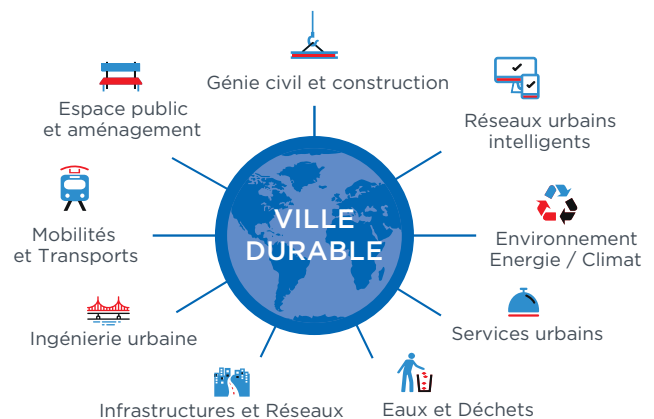 Génie civil et construction
Espace public
et aménagement
Réseaux urbains
intelligents
VILLE
DURABLE
Mobilités
et Transports
Environnement
Energie / Climat
Ingénierie urbaine
Services urbains
Infrastructures et Réseaux
Eaux et Déchets